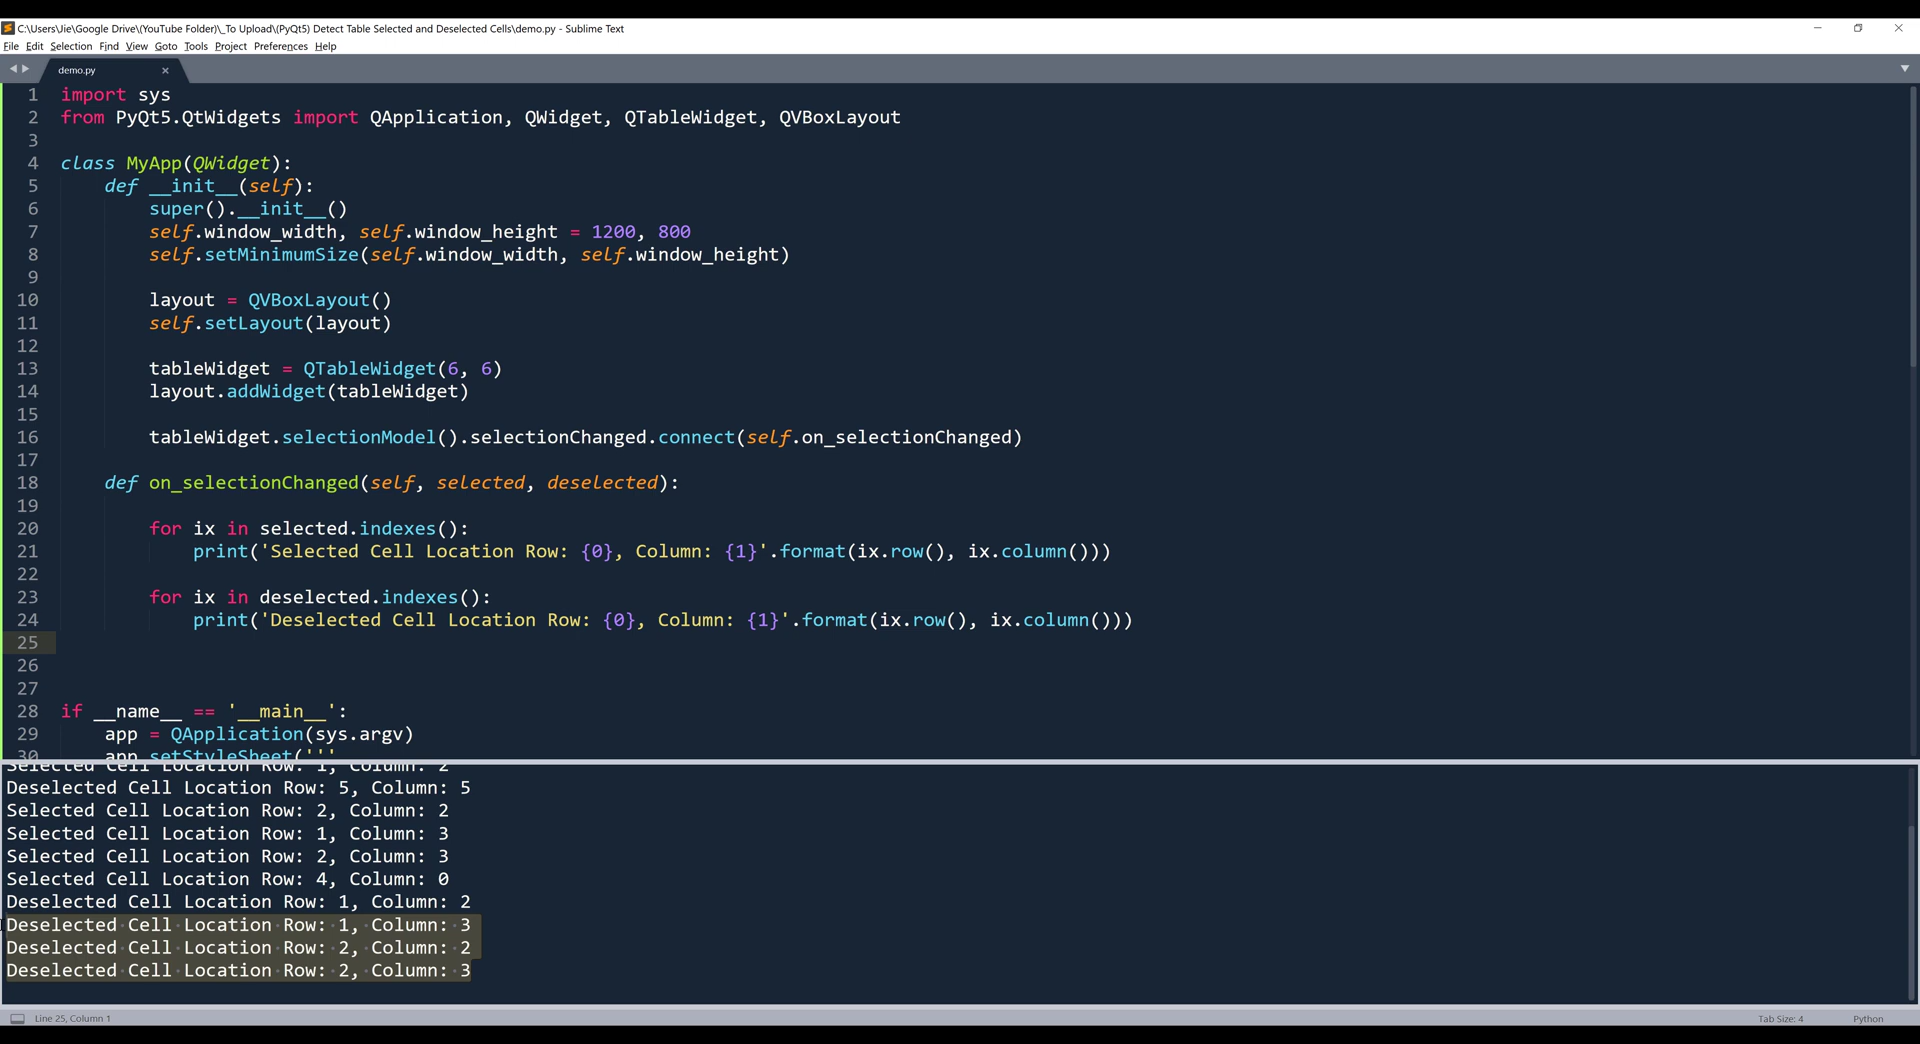 C:\Users\Jie\Google Drive\(YouTube Folder)\_To Upload\(PyQt5) Detect Table Selected and Deselected Cells\demo.py - Sublime Text
File Edit Selection Find View Goto Tools Project Preferences Help
demo.py
1 import sys
2 from PyQt5.QtWidgets import QApplication, QWidget, QTableWidget, QVBoxLayout
3
4 class MyApp(QWidget):
5     def __init__(self):
6         super().__init__()
7         self.window_width, self.window_height = 1200, 800
8         self.setMinimumSize(self.window_width, self.window_height)
9
10         layout = QVBoxLayout()
11         self.setLayout(layout)
12
13         tableWidget = QTableWidget(6, 6)
14         layout.addWidget(tableWidget)
15
16         tableWidget.selectionModel().selectionChanged.connect(self.on_selectionChanged)
17
18     def on_selectionChanged(self, selected, deselected):
19
20         for ix in selected.indexes():
21             print('Selected Cell Location Row: {0}, Column: {1}'.format(ix.row(), ix.column()))
22
23         for ix in deselected.indexes():
24             print('Deselected Cell Location Row: {0}, Column: {1}'.format(ix.row(), ix.column()))
25
26
27
28 if __name__ == '__main__':
29     app = QApplication(sys.argv)
30     app.setStyleSheet('''
Selected Cell Location Row: 1, Column: 2
Deselected Cell Location Row: 5, Column: 5
Selected Cell Location Row: 2, Column: 2
Selected Cell Location Row: 1, Column: 3
Selected Cell Location Row: 2, Column: 3
Selected Cell Location Row: 4, Column: 0
Deselected Cell Location Row: 1, Column: 2
Deselected Cell Location Row: 1, Column: 3
Deselected Cell Location Row: 2, Column: 2
Deselected Cell Location Row: 2, Column: 3
Line 25, Column 1
Tab Size: 4
Python